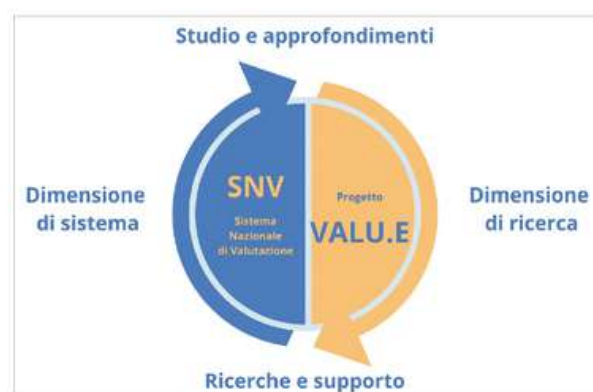 Studio e approfondimenti
Dimensione
di sistema
SNV
Sistema
Nazionale
di Valutazione
Progetto
VALU.E
Dimensione
di ricerca
Ricerche e supporto